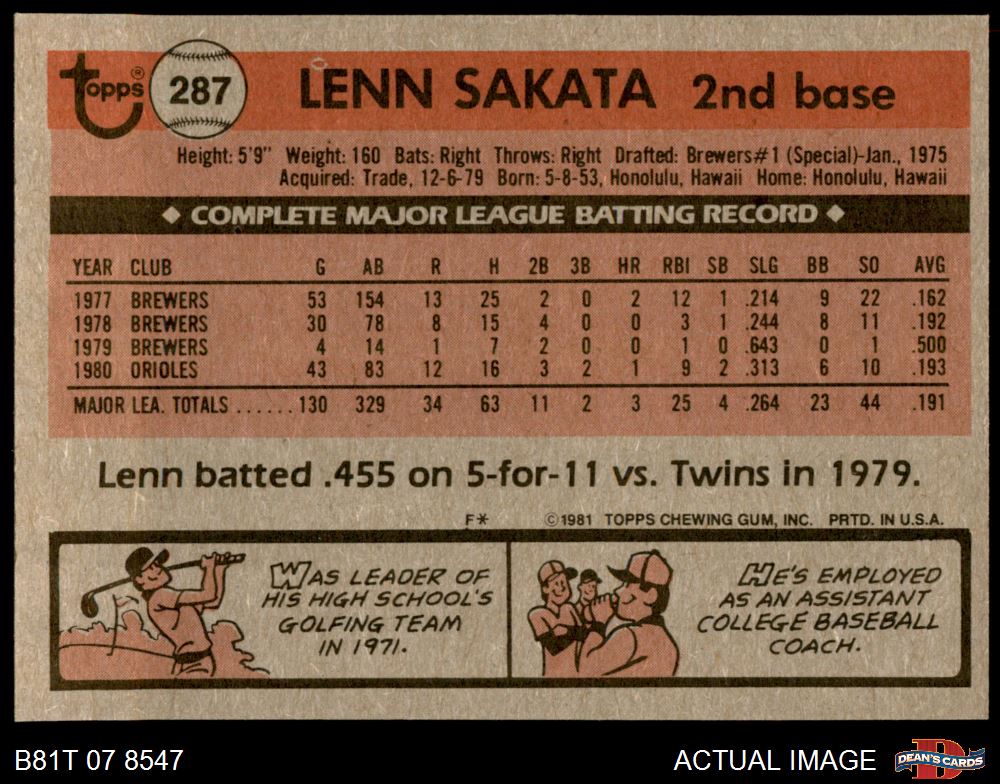 topps® 287 LENN SAKATA 2nd base
Height: 5'9" Weight: 160 Bats: Right Throws: Right Drafted: Brewers#1 (Special)-Jan., 1975
Acquired: Trade, 12-6-79 Born: 5-8-53, Honolulu, Hawaii Home: Honolulu, Hawaii
◆ COMPLETE MAJOR LEAGUE BATTING RECORD ◆
YEAR CLUB G AB R H 2B 3B HR RBI SB SLG BB SO AVG
1977 BREWERS 53 154 13 25 2 0 2 12 1 .214 9 22 .162
1978 BREWERS 30 78 8 15 4 0 0 3 1 .244 8 11 .192
1979 BREWERS 4 14 1 7 2 0 0 1 0 .643 0 1 .500
1980 ORIOLES 43 83 12 16 3 2 1 9 2 .313 6 10 .193
MAJOR LEA. TOTALS ...... 130 329 34 63 11 2 3 25 4 .264 23 44 .191
Lenn batted .455 on 5-for-11 vs. Twins in 1979.
F* ©1981 TOPPS CHEWING GUM, INC. PRTD. IN U.S.A.
WAS LEADER OF
HIS HIGH SCHOOL'S
GOLFING TEAM
IN 1971.
HE'S EMPLOYED
AS AN ASSISTANT
COLLEGE BASEBALL
COACH.
B81T 07 8547 ACTUAL IMAGE DEAN'S CARDS